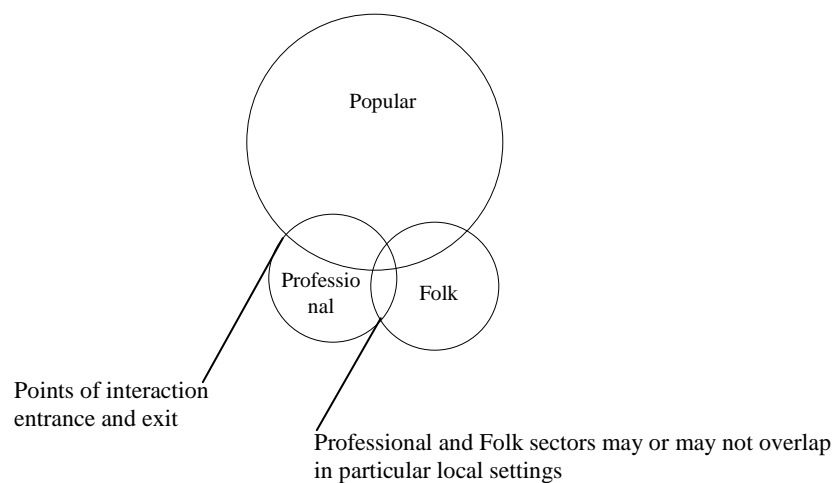 Popular
Professio
nal
Folk
Points of interaction
entrance and exit
Professional and Folk sectors may or may not overlap
in particular local settings